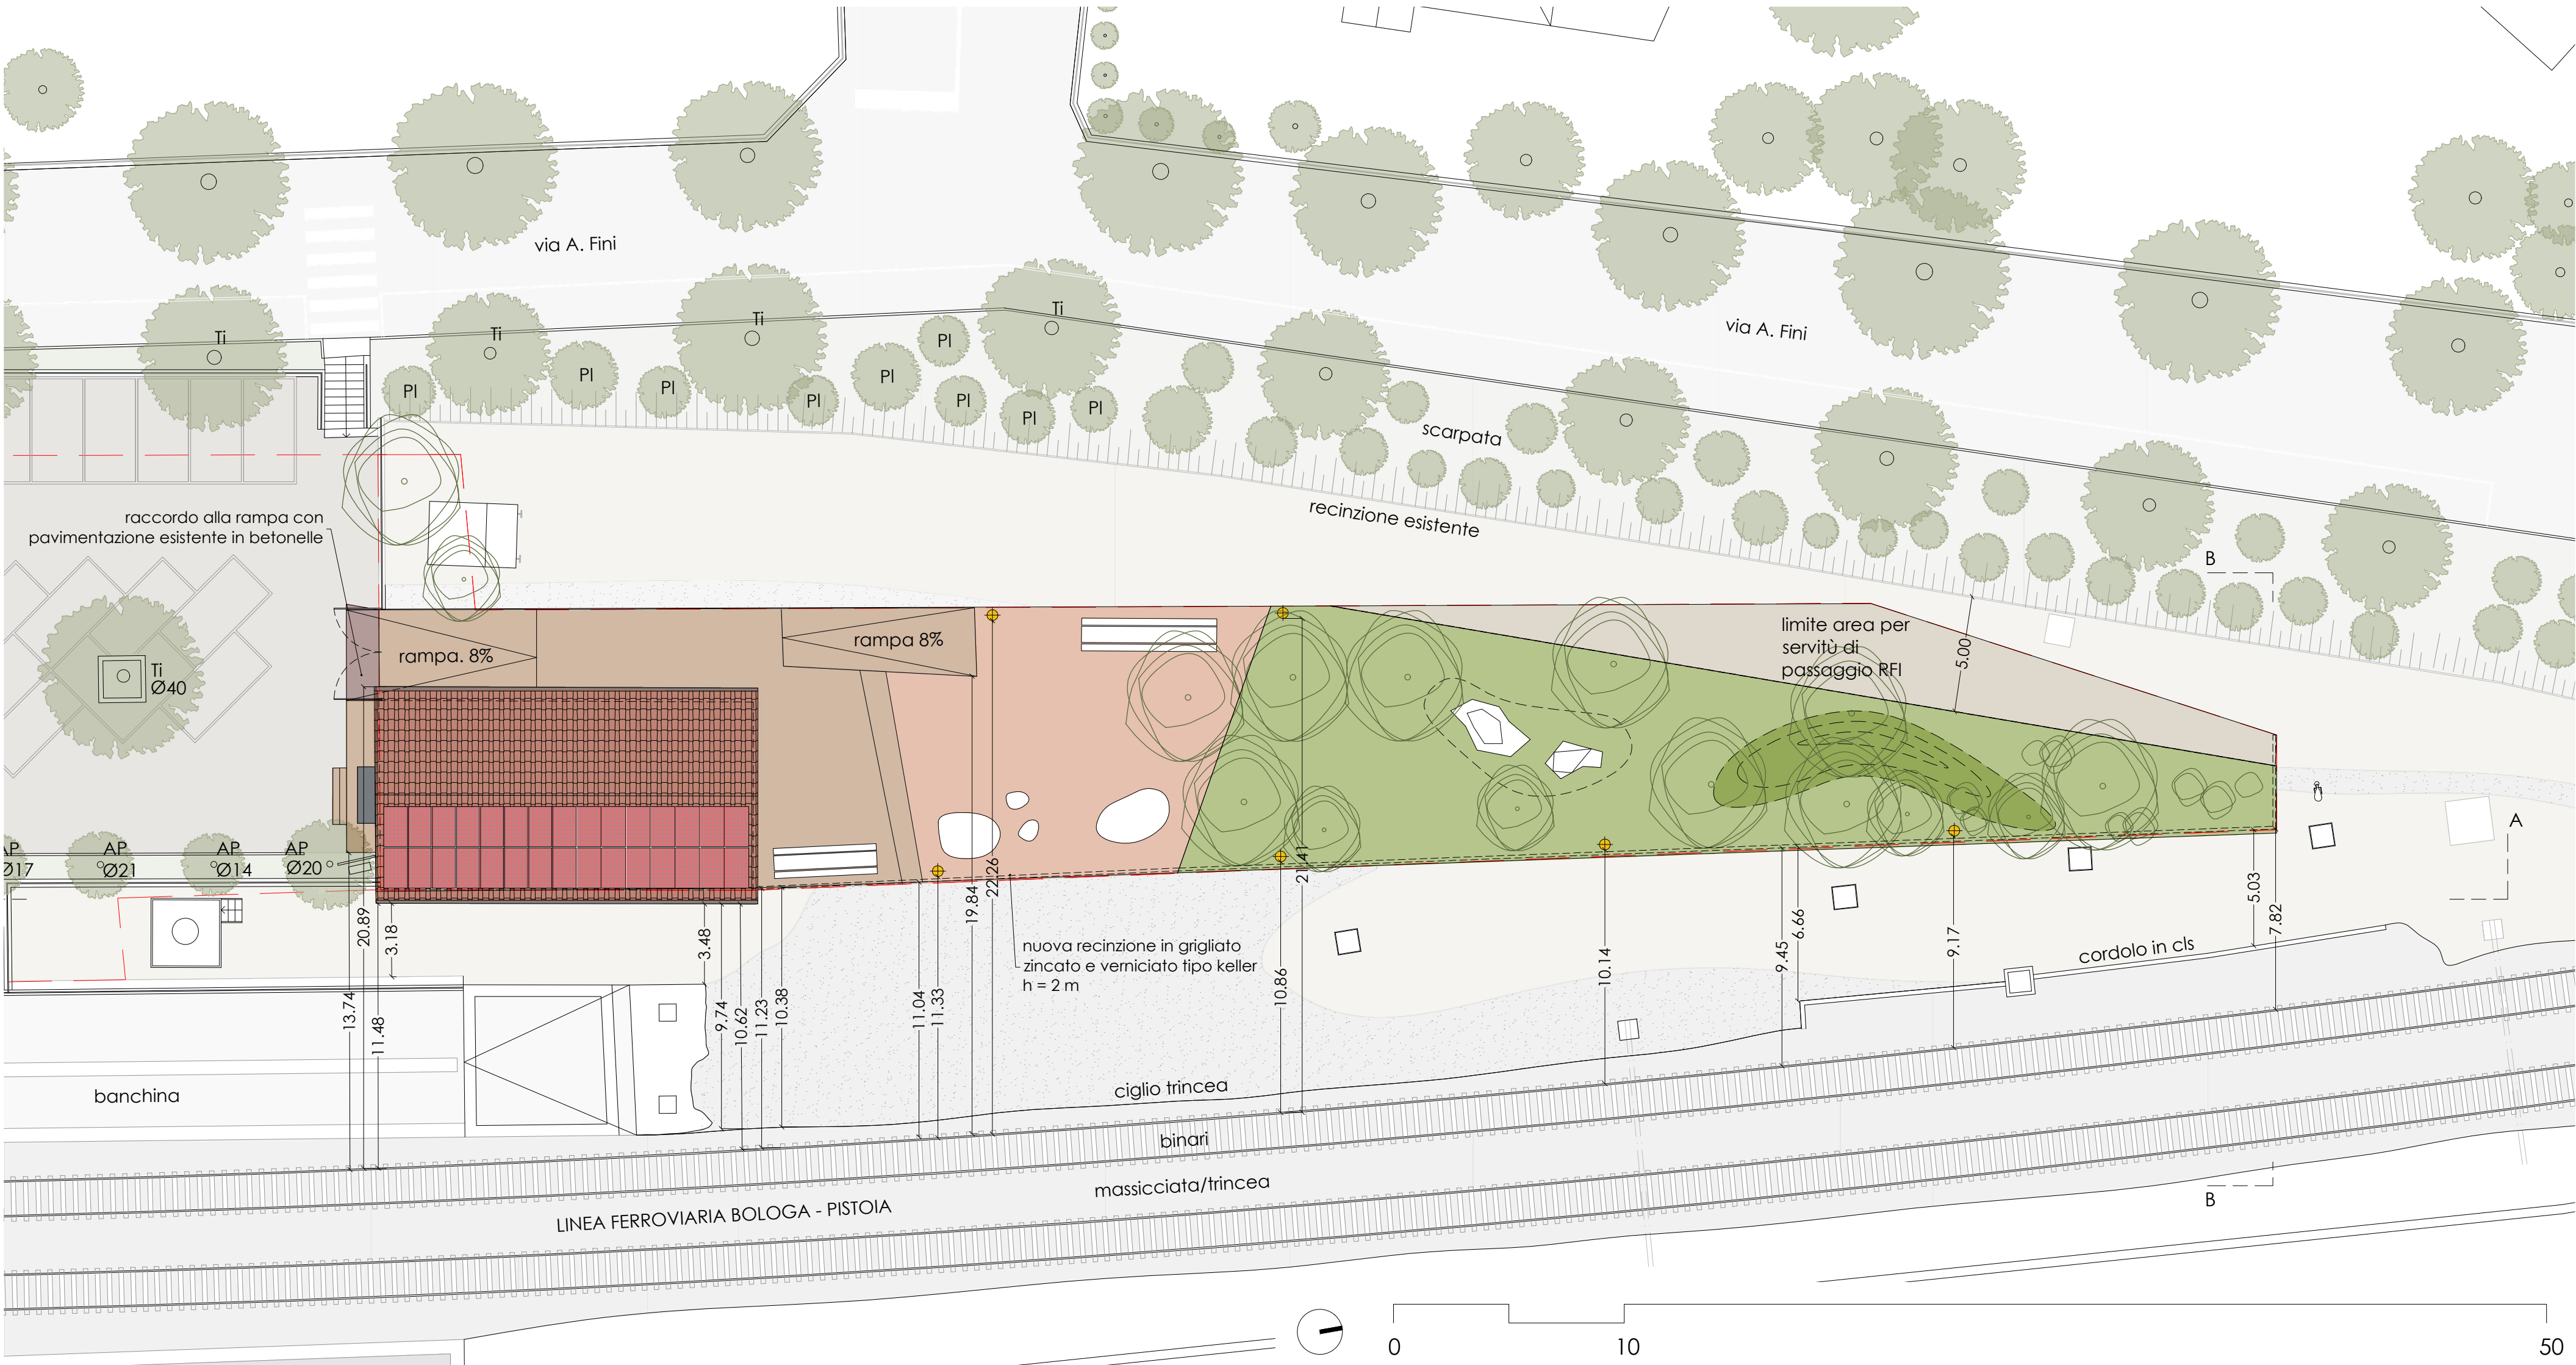 via A. Fini
Ti
Ti
Ti
Ti
via A. Fini
Pl
Pl
Pl
Pl
Pl
Pl
Pl
Pl
Pl
scarpata
recinzione esistente
raccordo alla rampa con
pavimentazione esistente in betonelle
B
limite area per
servitù di
passaggio RFI
5.00
rampa. 8%
rampa 8%
Ti
Ø40
A
AP
Ø17
AP
Ø21
AP
Ø14
AP
Ø20
13.74
20.89
11.48
3.18
3.48
9.74
10.62
11.23
10.38
11.04
11.33
19.84
22.26
nuova recinzione in grigliato
zincato e verniciato tipo keller
h = 2 m
10.86
21.41
10.14
9.45
6.66
9.17
5.03
7.82
cordolo in cls
banchina
ciglio trincea
binari
massicciata/trincea
LINEA FERROVIARIA BOLOGA - PISTOIA
B
0
10
50